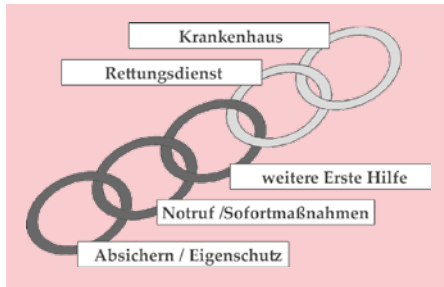 Krankenhaus
Rettungsdienst
weitere Erste Hilfe
Notruf /Sofortmaßnahmen
Absichern / Eigenschutz